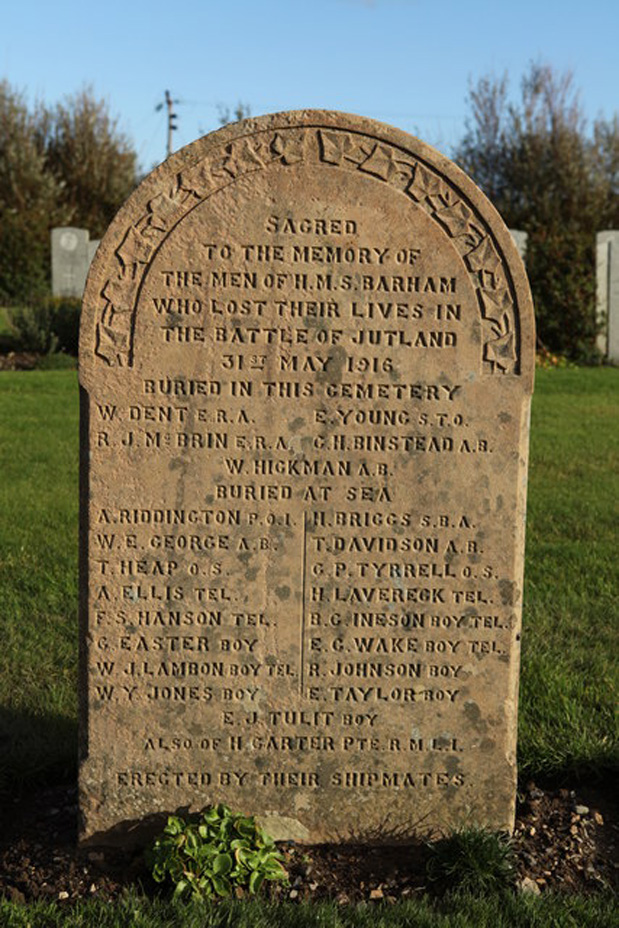 SACRED
TO THE MEMORY OF
THE MEN OF H.M.S. BARHAM
WHO LOST THEIR LIVES IN
THE BATTLE OF JUTLAND
31ST MAY 1916
BURIED IN THIS CEMETERY
W. DENT E.R.A. E. YOUNG S.T.O.
R. J. McBRIN E.R.A. C.H. BINSTEAD A.B.
W. HICKMAN A.B.
BURIED AT SEA
A. RIDDINGTON P.O.I. H. BRIGGS S.B.A.
W. E. GEORGE A.B. T. DAVIDSON A.B.
T. HEAP O.S. G. P. TYRRELL O.S.
A. ELLIS TEL. H. LAVERECK TEL.
F. S. HANSON TEL. R. G. INESON BOY TEL.
G. EASTER BOY E. C. WAKE BOY TEL.
W. J. LAMBON BOY TEL. R. JOHNSON BOY
W. Y. JONES BOY E. TAYLOR BOY
E. J. TULIT BOY
ALSO OF H. CARTER PTE. R.M.L.I.
ERECTED BY THEIR SHIPMATES.